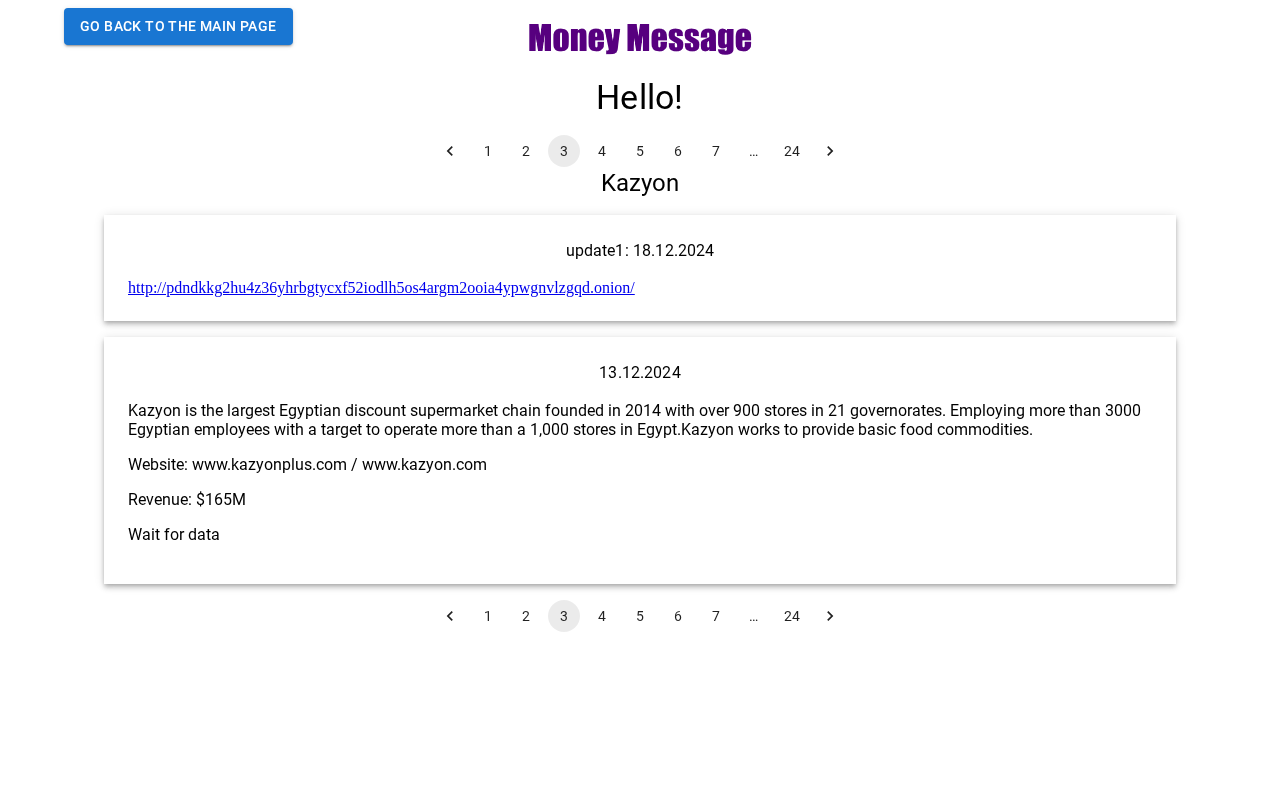 GO BACK TO THE MAIN PAGE
Money Message
Hello!
1 2 3 4 5 6 7 … 24
Kazyon
update1: 18.12.2024
http://pdndkkg2hu4z36yhrbgtycxf52iodlh5os4argm2ooia4ypwgnvlzgqd.onion/
13.12.2024
Kazyon is the largest Egyptian discount supermarket chain founded in 2014 with over 900 stores in 21 governorates. Employing more than 3000
Egyptian employees with a target to operate more than a 1,000 stores in Egypt.Kazyon works to provide basic food commodities.
Website: www.kazyonplus.com / www.kazyon.com
Revenue: $165M
Wait for data
1 2 3 4 5 6 7 … 24